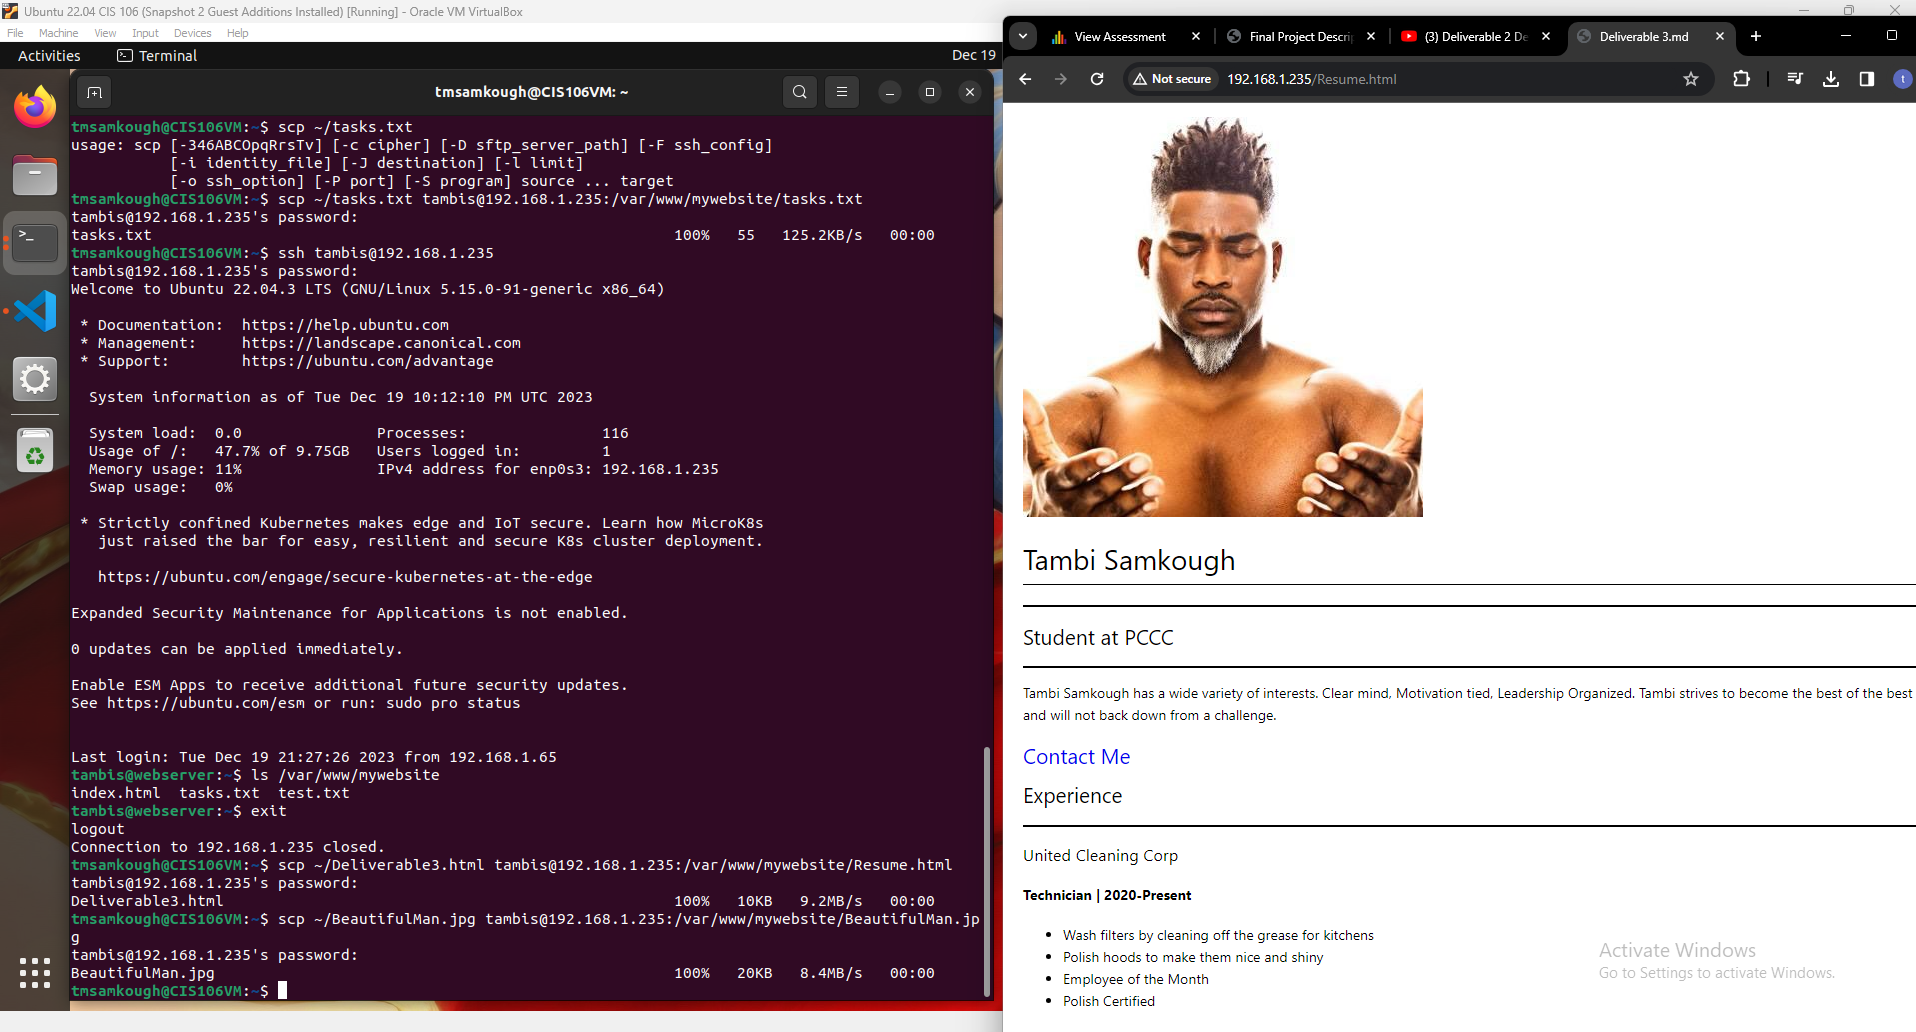 Ubuntu 22.04 CIS 106 (Snapshot 2 Guest Additions Installed) [Running] - Oracle VM VirtualBox
File Machine View Input Devices Help
Activities Terminal Dec 19
tmsamkough@CIS106VM: ~
tmsamkough@CIS106VM:~$ scp ~/tasks.txt
usage: scp [-346ABCOpqRrsTv] [-c cipher] [-D sftp_server_path] [-F ssh_config]
[-i identity_file] [-J destination] [-l limit]
[-o ssh_option] [-P port] [-S program] source ... target
tmsamkough@CIS106VM:~$ scp ~/tasks.txt tambis@192.168.1.235:/var/www/mywebsite/tasks.txt
tambis@192.168.1.235's password:
tasks.txt 100% 55 125.2KB/s 00:00
tmsamkough@CIS106VM:~$ ssh tambis@192.168.1.235
tambis@192.168.1.235's password:
Welcome to Ubuntu 22.04.3 LTS (GNU/Linux 5.15.0-91-generic x86_64)
* Documentation: https://help.ubuntu.com
* Management: https://landscape.canonical.com
* Support: https://ubuntu.com/advantage
System information as of Tue Dec 19 10:12:10 PM UTC 2023
System load: 0.0 Processes: 116
Usage of /: 47.7% of 9.75GB Users logged in: 1
Memory usage: 11% IPv4 address for enp0s3: 192.168.1.235
Swap usage: 0%
* Strictly confined Kubernetes makes edge and IoT secure. Learn how MicroK8s
just raised the bar for easy, resilient and secure K8s cluster deployment.
https://ubuntu.com/engage/secure-kubernetes-at-the-edge
Expanded Security Maintenance for Applications is not enabled.
0 updates can be applied immediately.
Enable ESM Apps to receive additional future security updates.
See https://ubuntu.com/esm or run: sudo pro status
Last login: Tue Dec 19 21:27:26 2023 from 192.168.1.65
tambis@webserver:~$ ls /var/www/mywebsite
index.html tasks.txt test.txt
tambis@webserver:~$ exit
logout
Connection to 192.168.1.235 closed.
tmsamkough@CIS106VM:~$ scp ~/Deliverable3.html tambis@192.168.1.235:/var/www/mywebsite/Resume.html
tambis@192.168.1.235's password:
Deliverable3.html 100% 10KB 9.2MB/s 00:00
tmsamkough@CIS106VM:~$ scp ~/BeautifulMan.jpg tambis@192.168.1.235:/var/www/mywebsite/BeautifulMan.jp
g
tambis@192.168.1.235's password:
BeautifulMan.jpg 100% 20KB 8.4MB/s 00:00
tmsamkough@CIS106VM:~$
View Assessment Final Project Descri (3) Deliverable 2 De Deliverable 3.md
Not secure 192.168.1.235/Resume.html t
Tambi Samkough
Student at PCCC
Tambi Samkough has a wide variety of interests. Clear mind, Motivation tied, Leadership Organized. Tambi strives to become the best of the best
and will not back down from a challenge.
Contact Me
Experience
United Cleaning Corp
Technician | 2020-Present
Wash filters by cleaning off the grease for kitchens
Polish hoods to make them nice and shiny
Employee of the Month
Polish Certified
Activate Windows
Go to Settings to activate Windows.